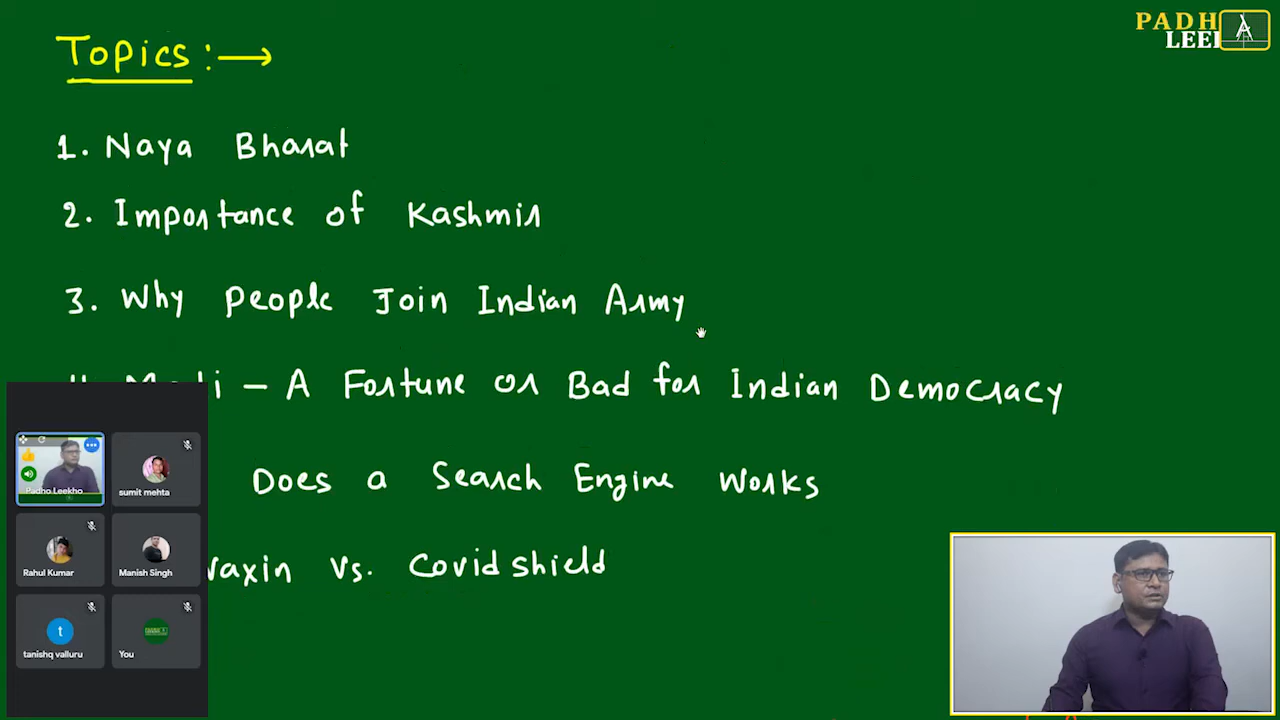 Topics :→
PADH
LEE
1. Naya Bharat
2. Importance of Kashmir
3. Why People Join Indian Army
– A Fortune or Bad for Indian Democracy
Does a Search Engine Works
vaxin Vs. Covid shield
Padho Leekho
sumit mehta
Rahul Kumar
Manish Singh
t
tanishq valluru
You